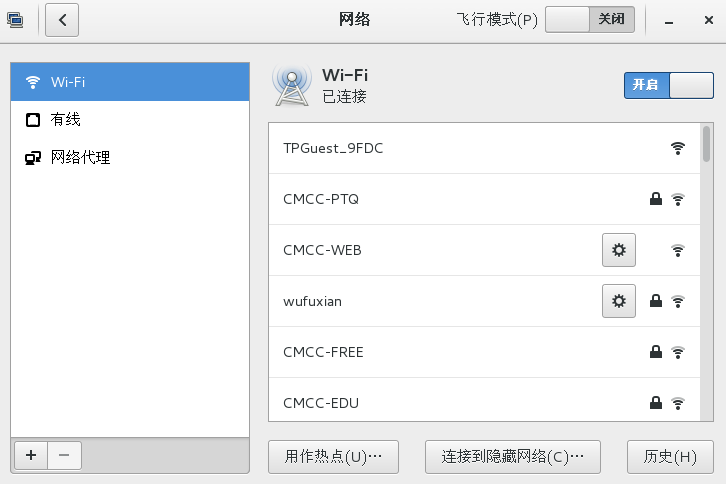 网络
飞行模式(P) 关闭
Wi-Fi
有线
网络代理
Wi-Fi
已连接
开启
TPGuest_9FDC
CMCC-PTQ
CMCC-WEB
wufuxian
CMCC-FREE
CMCC-EDU
用作热点(U)… 连接到隐藏网络(C)… 历史(H)